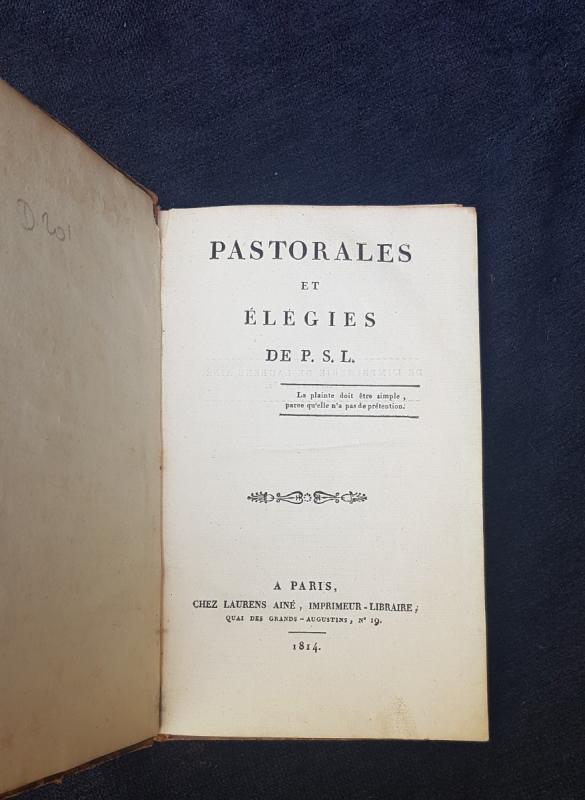 D 201
PASTORALES
ET
ÉLÉGIES
DE P. S. L.
La plainte doit être simple,
parce qu'elle n'a pas de prétention.
A PARIS,
CHEZ LAURENS AINÉ, IMPRIMEUR-LIBRAIRE,
QUAI DES GRANDS-AUGUSTINS, N° 19.
1814.